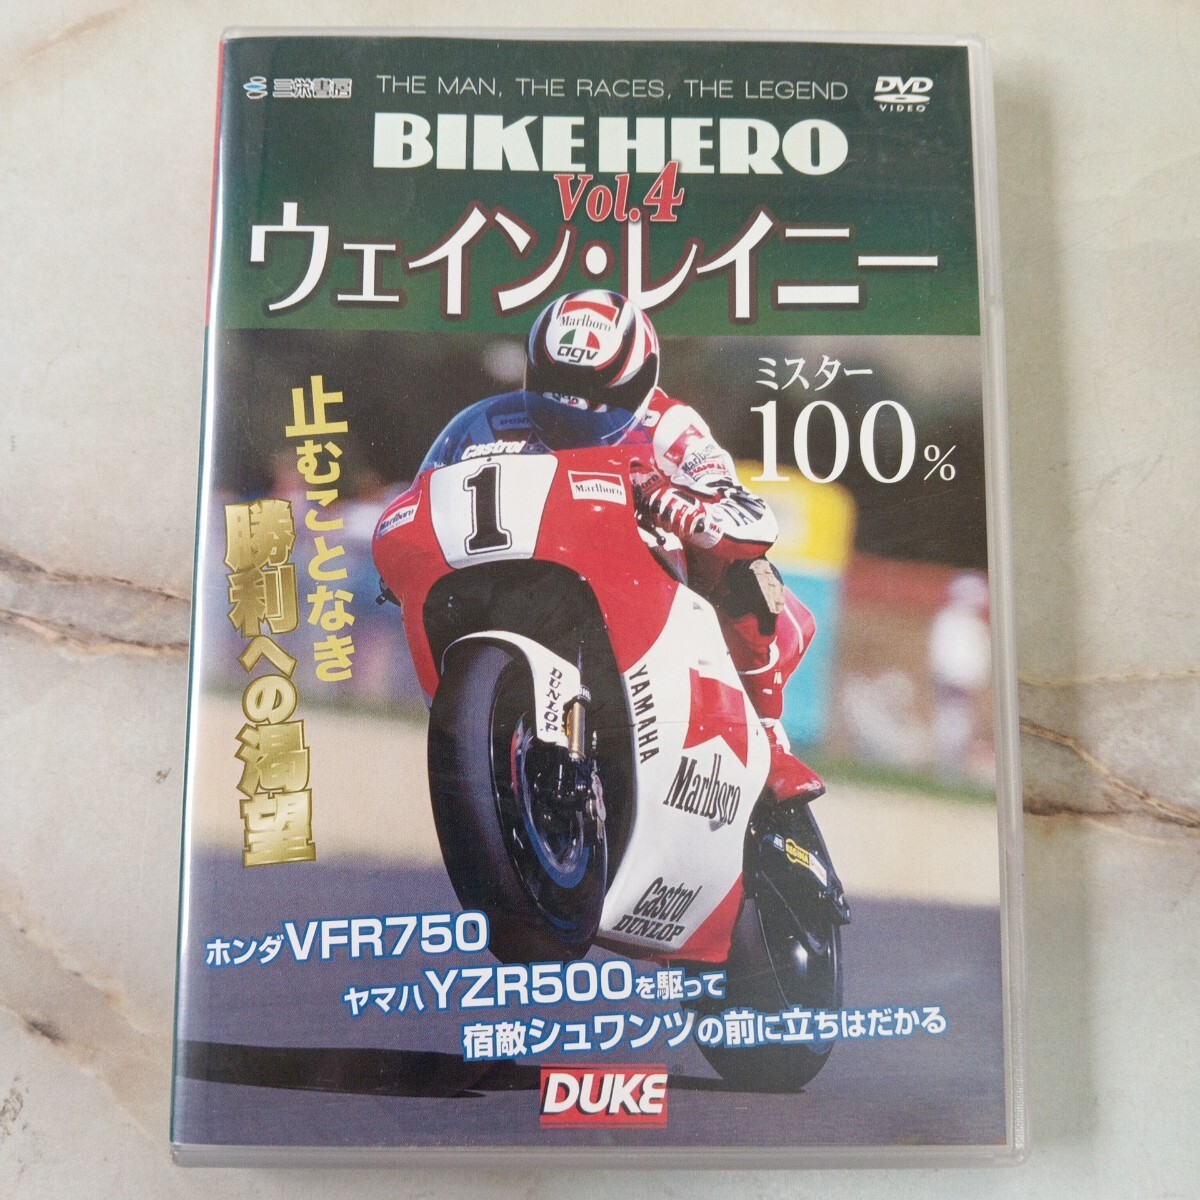 三栄書房
THE MAN, THE RACES, THE LEGEND
DVD
VIDEO
BIKE HERO
Vol.4
ウェイン・レイニー
ミスター
100%
止むことなき
勝利への渇望
Marlboro
agv
Castrol
1
Marlboro
Marlboro
Marlboro
DUNLOP
YAMAHA
Marlboro
REGINA
Castrol
DUNLOP
ホンダVFR750
ヤマハYZR500を駆って
宿敵シュワンツの前に立ちはだかる
DUKE